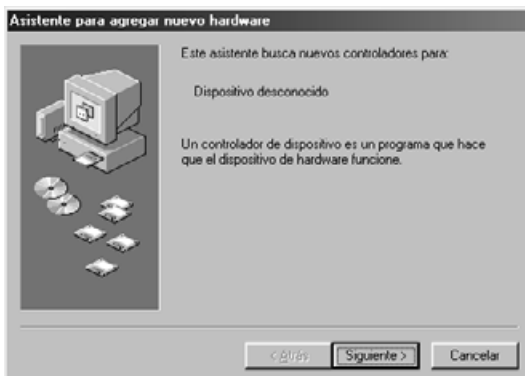 Asistente para agregar nuevo hardware
Este asistente busca nuevos controladores para:
Dispositivo desconocido
Un controlador de dispositivo es un programa que hace
que el dispositivo de hardware funcione.
< Atrás
Siguiente >
Cancelar